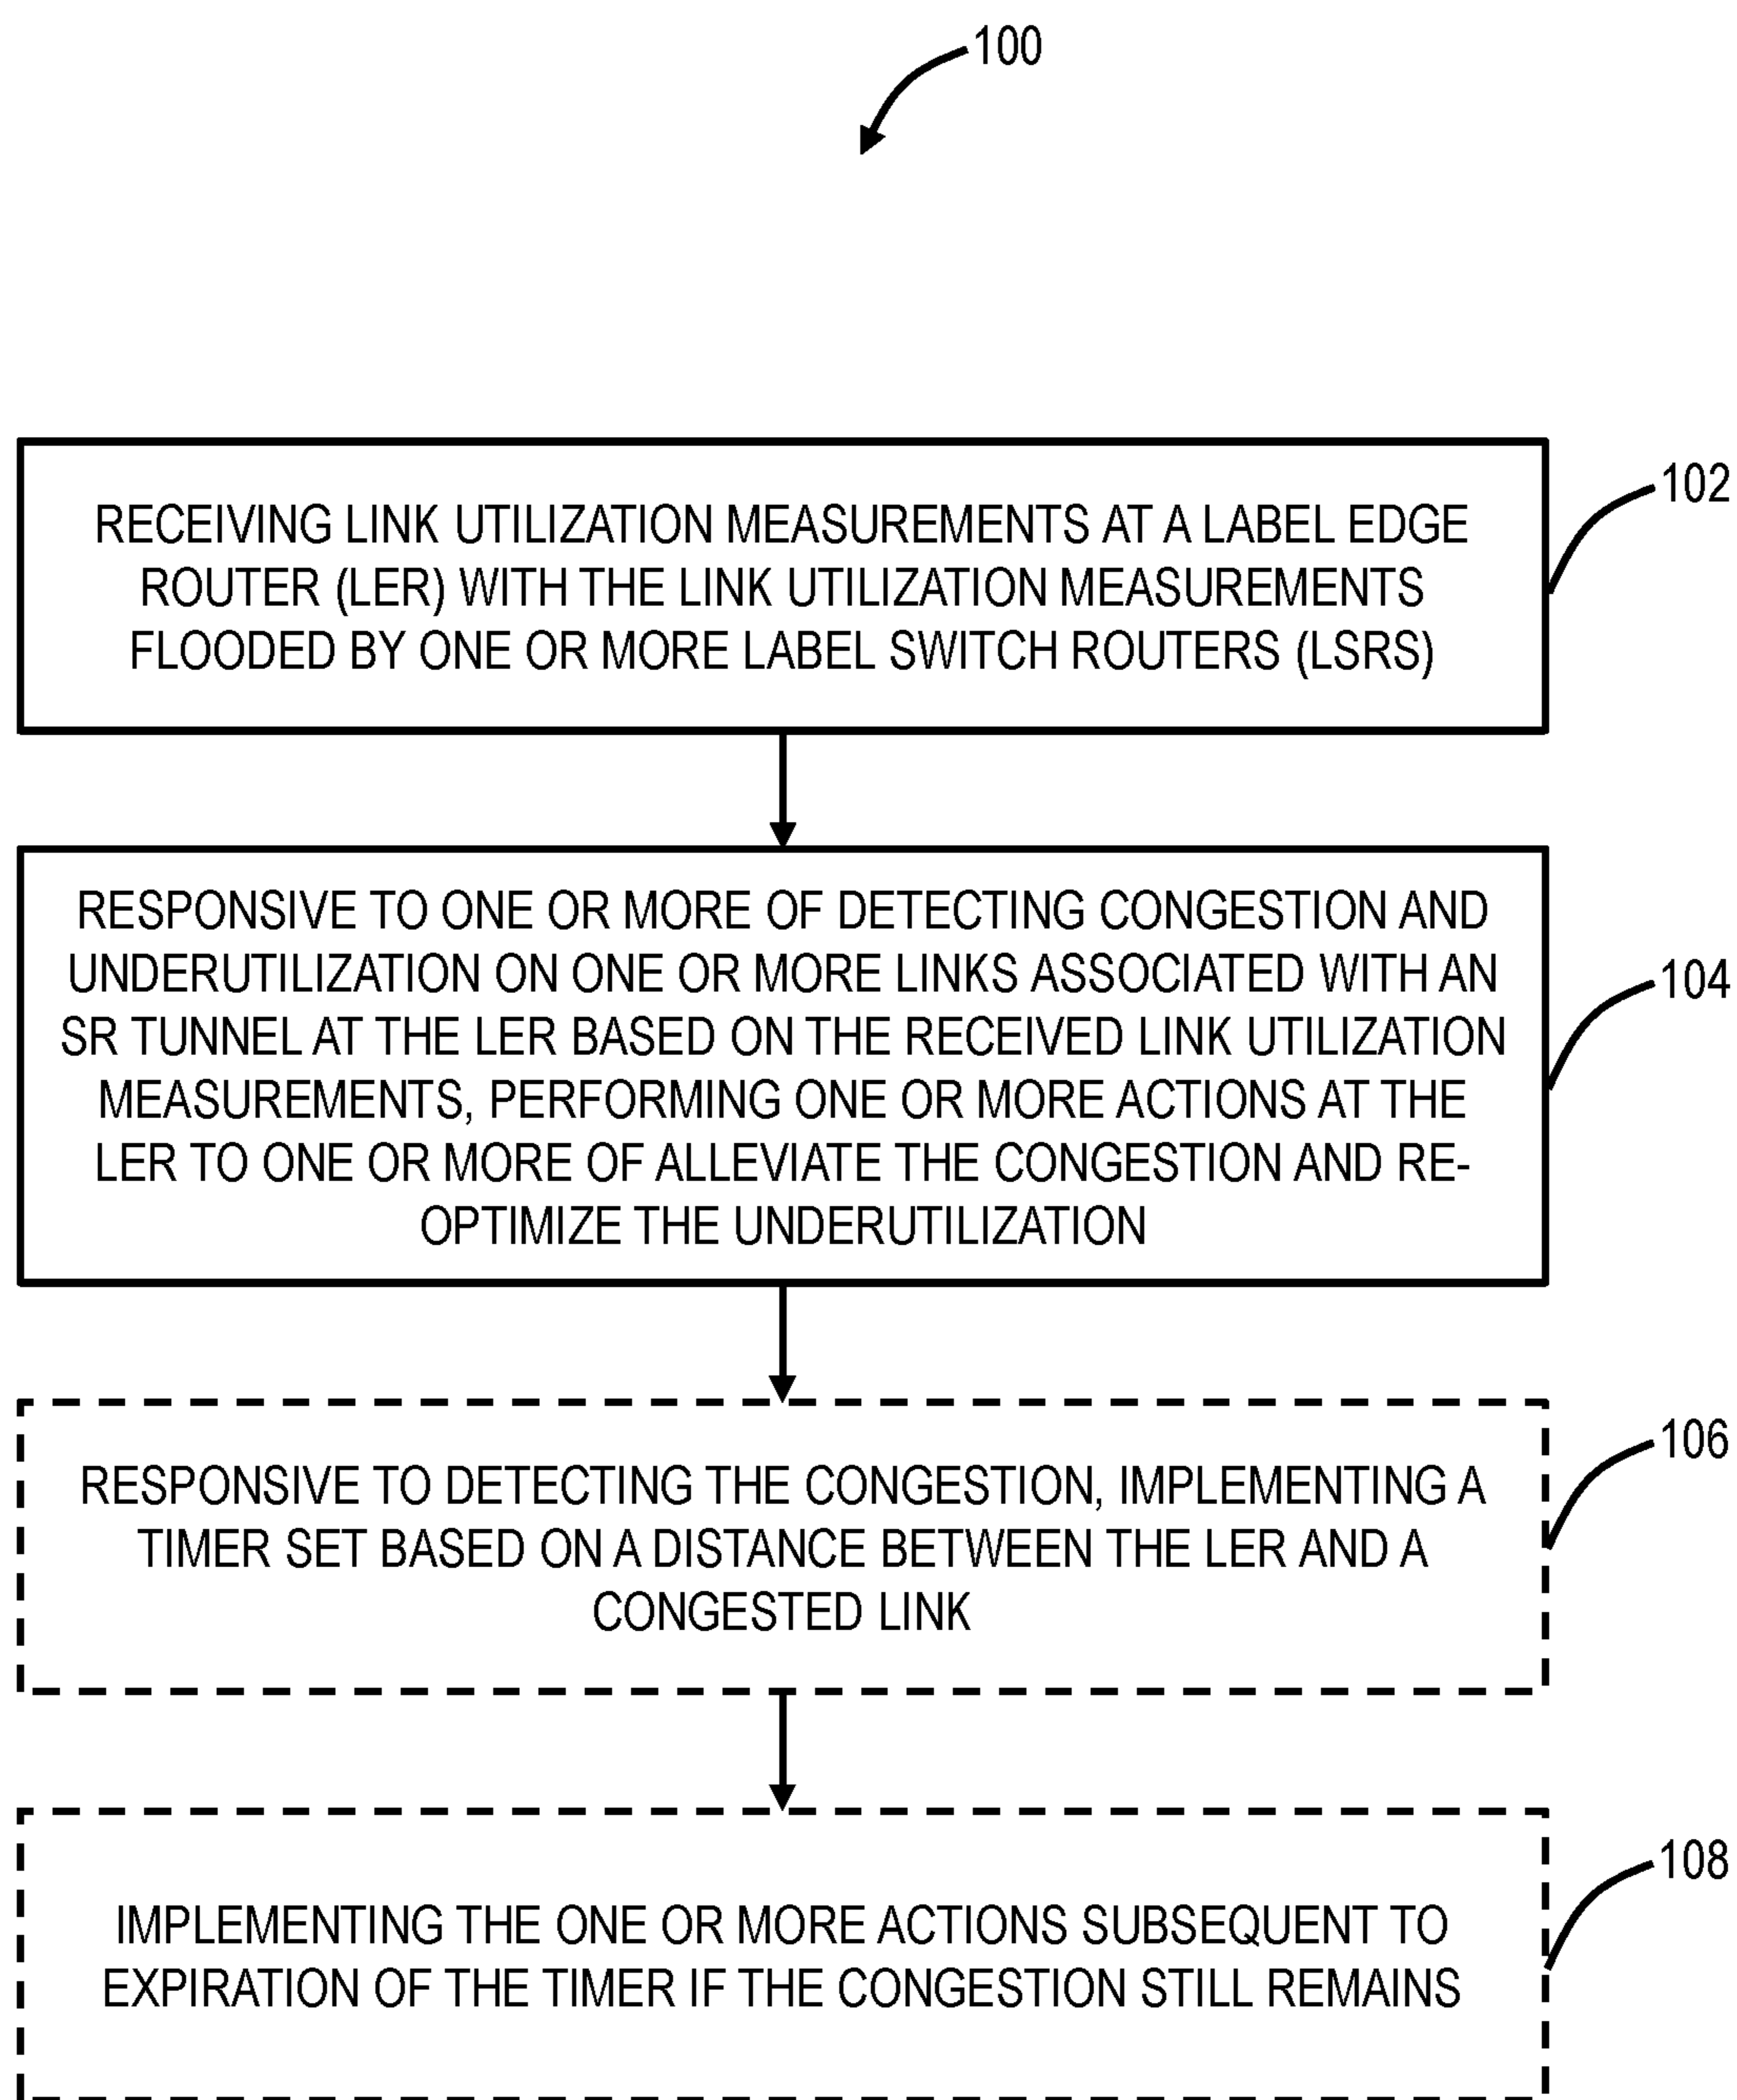 100
RECEIVING LINK UTILIZATION MEASUREMENTS AT A LABEL EDGE
ROUTER (LER) WITH THE LINK UTILIZATION MEASUREMENTS
FLOODED BY ONE OR MORE LABEL SWITCH ROUTERS (LSRS)
102
RESPONSIVE TO ONE OR MORE OF DETECTING CONGESTION AND
UNDERUTILIZATION ON ONE OR MORE LINKS ASSOCIATED WITH AN
SR TUNNEL AT THE LER BASED ON THE RECEIVED LINK UTILIZATION
MEASUREMENTS, PERFORMING ONE OR MORE ACTIONS AT THE
LER TO ONE OR MORE OF ALLEVIATE THE CONGESTION AND RE-
OPTIMIZE THE UNDERUTILIZATION
104
RESPONSIVE TO DETECTING THE CONGESTION, IMPLEMENTING A
TIMER SET BASED ON A DISTANCE BETWEEN THE LER AND A
CONGESTED LINK
106
IMPLEMENTING THE ONE OR MORE ACTIONS SUBSEQUENT TO
EXPIRATION OF THE TIMER IF THE CONGESTION STILL REMAINS
108